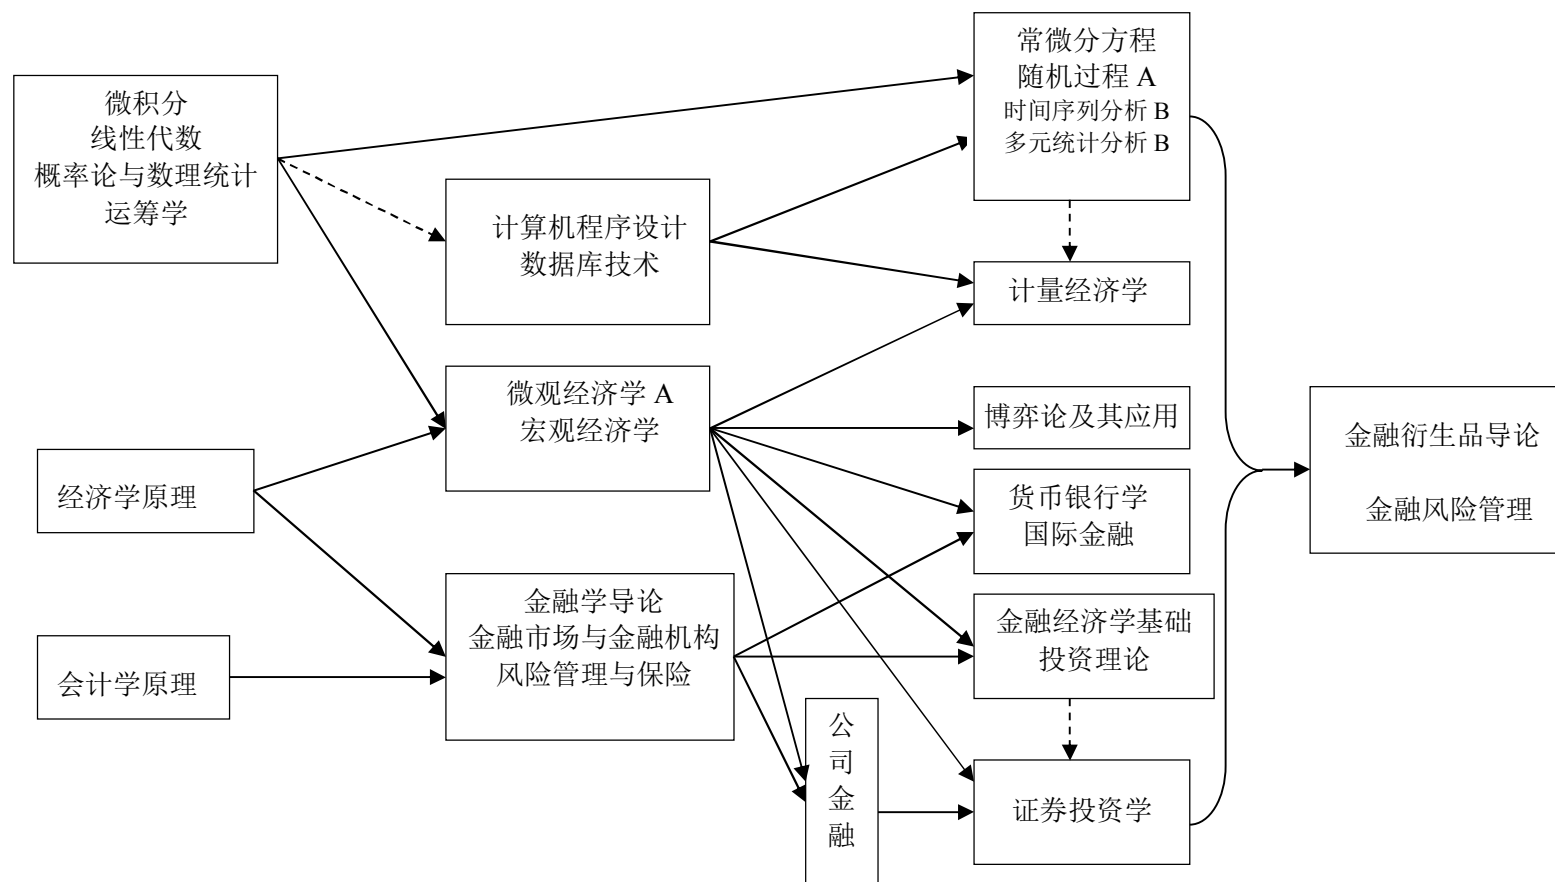 微积分
线性代数
概率论与数理统计
运筹学
经济学原理
会计学原理
计算机程序设计
数据库技术
微观经济学 A
宏观经济学
金融学导论
金融市场与金融机构
风险管理与保险
公
司
金
融
常微分方程
随机过程 A
时间序列分析 B
多元统计分析 B
计量经济学
博弈论及其应用
货币银行学
国际金融
金融经济学基础
投资理论
证券投资学
金融衍生品导论
金融风险管理